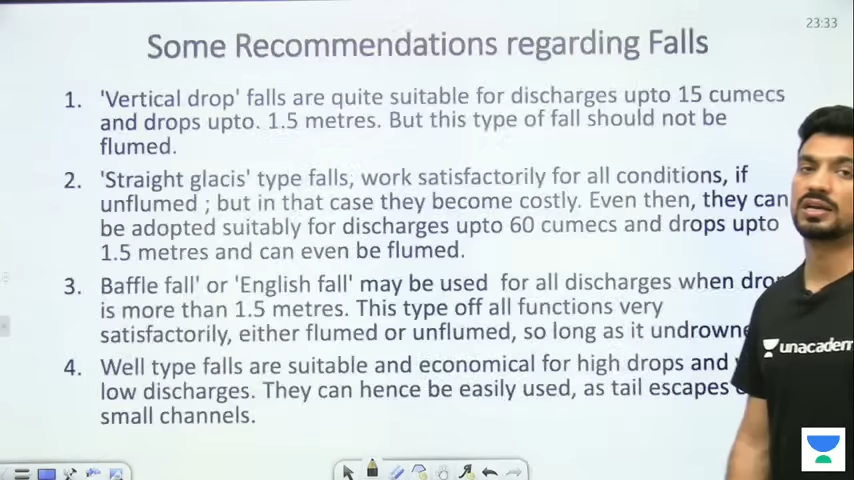 23:33
Some Recommendations regarding Falls
1. 'Vertical drop' falls are quite suitable for discharges upto 15 cumecs
and drops upto. 1.5 metres. But this type of fall should not be
flumed.
2. 'Straight glacis' type falls, work satisfactorily for all conditions, if
unflumed ; but in that case they become costly. Even then, they can
be adopted suitably for discharges upto 60 cumecs and drops upto
1.5 metres and can even be flumed.
3. Baffle fall' or 'English fall' may be used for all discharges when
is more than 1.5 metres. This type off all functions very
satisfactorily, either flumed or unflumed, so long as it
4. Well type falls are suitable and economical for high drops and
low discharges. They can hence be easily used, as tail escapes
small channels.
unacadem